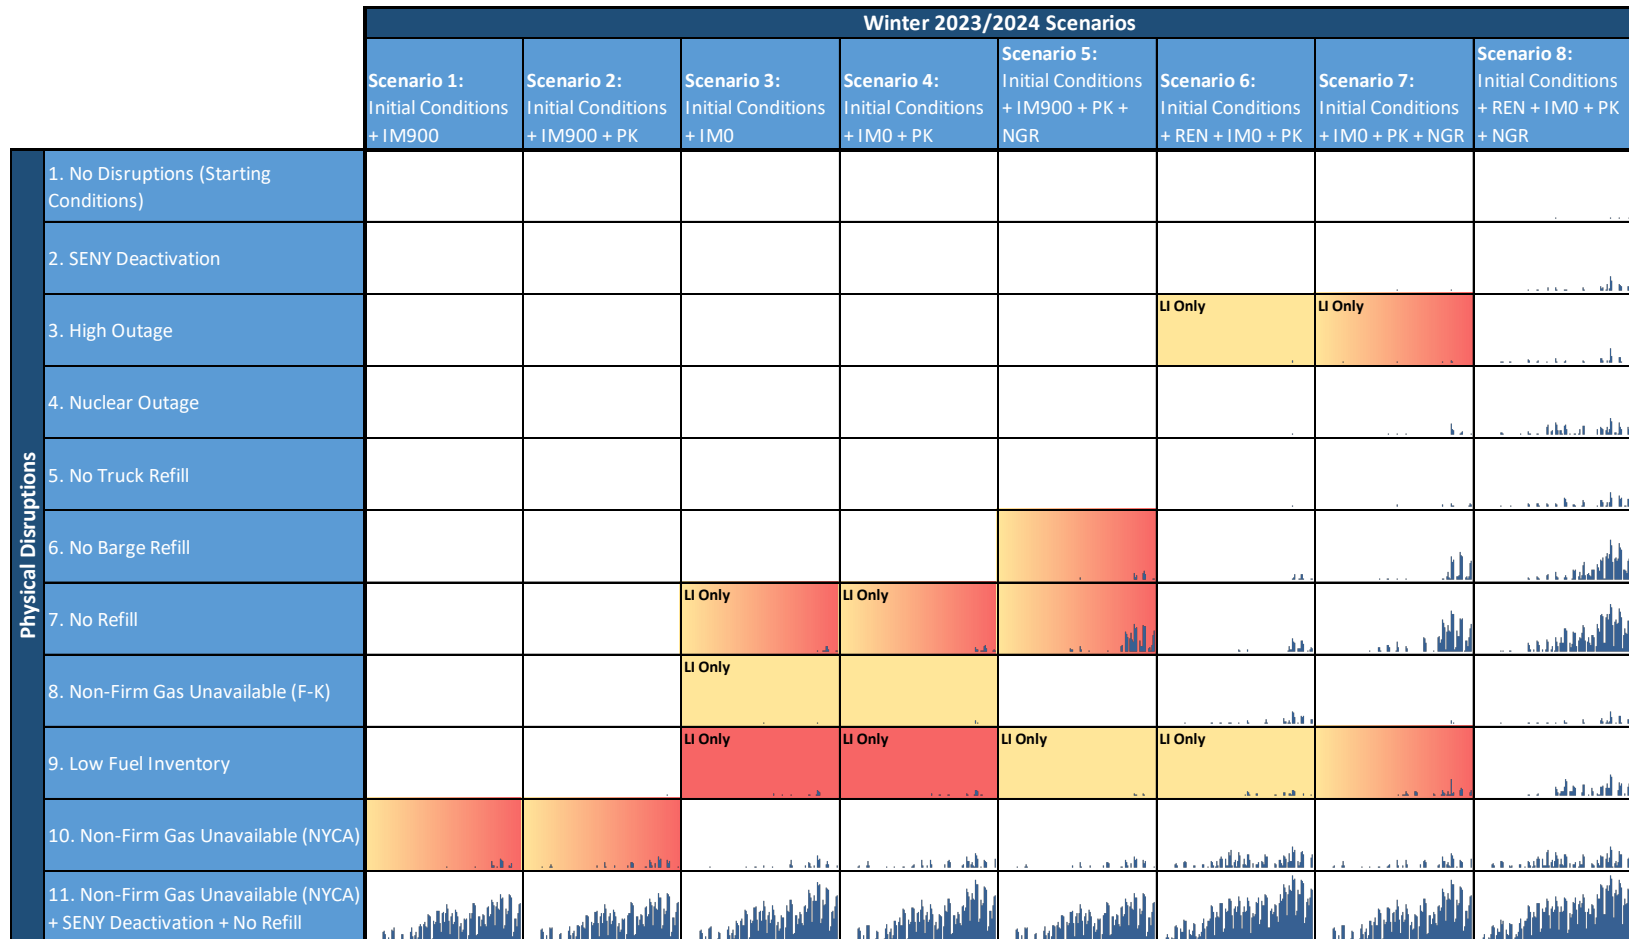 Winter 2023/2024 Scenarios
Scenario 1:
Initial Conditions
+ IM900
Scenario 2:
Initial Conditions
+ IM900 + PK
Scenario 3:
Initial Conditions
+ IM0
Scenario 4:
Initial Conditions
+ IM0 + PK
Scenario 5:
Initial Conditions
+ IM900 + PK +
NGR
Scenario 6:
Initial Conditions
+ REN + IM0 + PK
Scenario 7:
Initial Conditions
+ IM0 + PK + NGR
Scenario 8:
Initial Conditions
+ REN + IM0 + PK
+ NGR
Physical Disruptions
1. No Disruptions (Starting
Conditions)
2. SENY Deactivation
3. High Outage
LI Only
LI Only
4. Nuclear Outage
5. No Truck Refill
6. No Barge Refill
7. No Refill
LI Only
LI Only
8. Non-Firm Gas Unavailable (F-K)
LI Only
9. Low Fuel Inventory
LI Only
LI Only
LI Only
LI Only
10. Non-Firm Gas Unavailable (NYCA)
11. Non-Firm Gas Unavailable (NYCA)
+ SENY Deactivation + No Refill